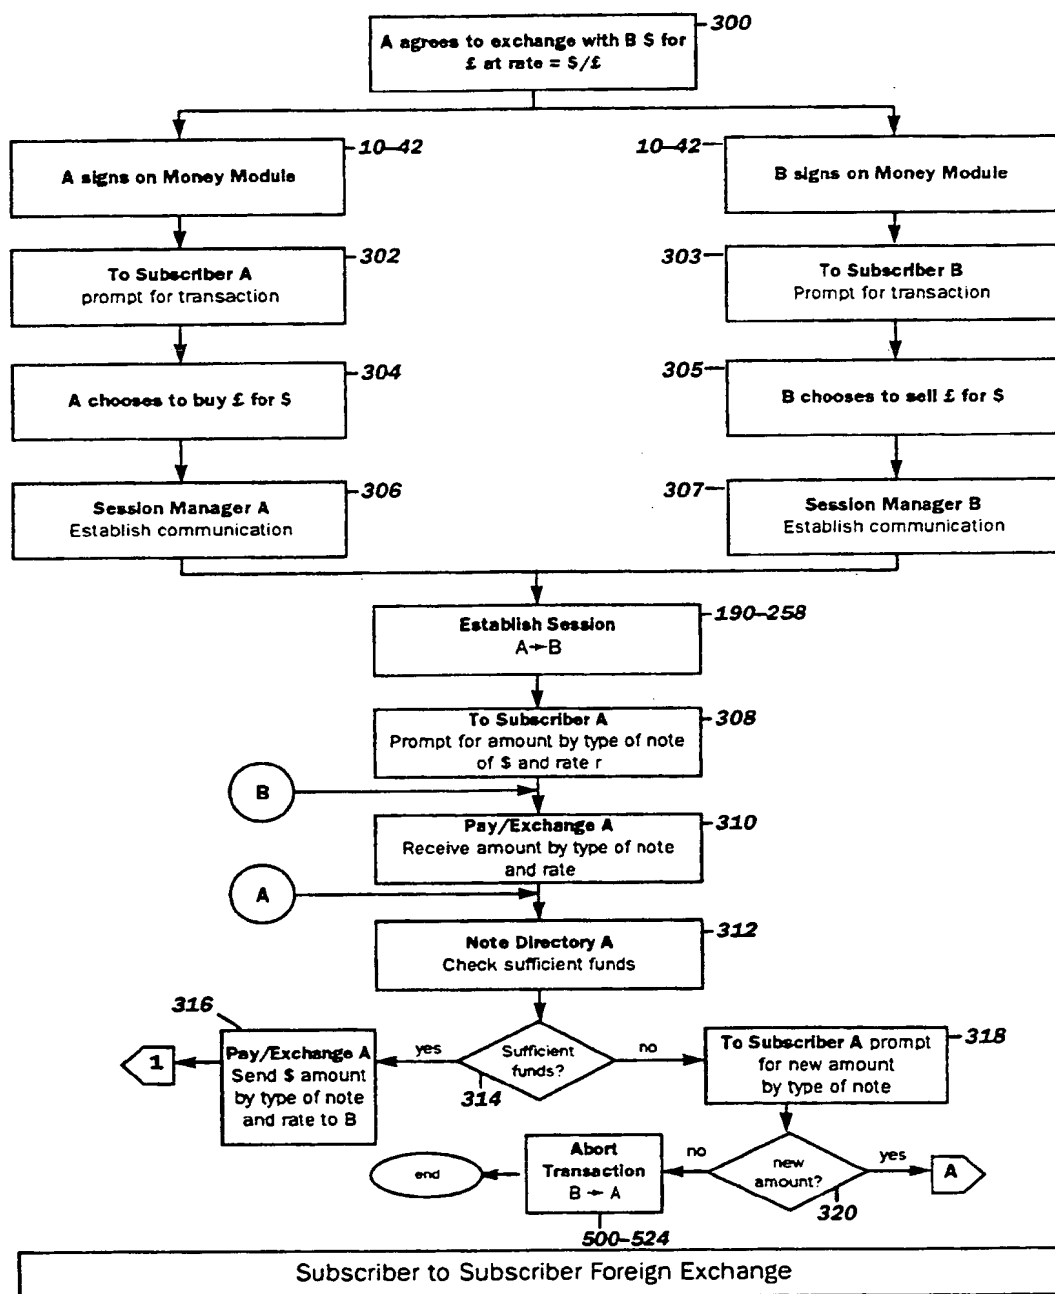 300
A agrees to exchange with B $ for
£ at rate = $/£
10–42
A signs on Money Module
10–42
B signs on Money Module
302
To Subscriber A
prompt for transaction
303
To Subscriber B
Prompt for transaction
304
A chooses to buy £ for $
305
B chooses to sell £ for $
306
Session Manager A
Establish communication
307
Session Manager B
Establish communication
190–258
Establish Session
A→B
308
To Subscriber A
Prompt for amount by type of note
of $ and rate r
B
310
Pay/Exchange A
Receive amount by type of note
and rate
A
312
Note Directory A
Check sufficient funds
316
1
Pay/Exchange A
Send $ amount
by type of note
and rate to B
yes
Sufficient
funds?
314
no
318
To Subscriber A prompt
for new amount
by type of note
end
Abort
Transaction
B → A
500–524
no
new
amount?
320
yes
A
Subscriber to Subscriber Foreign Exchange